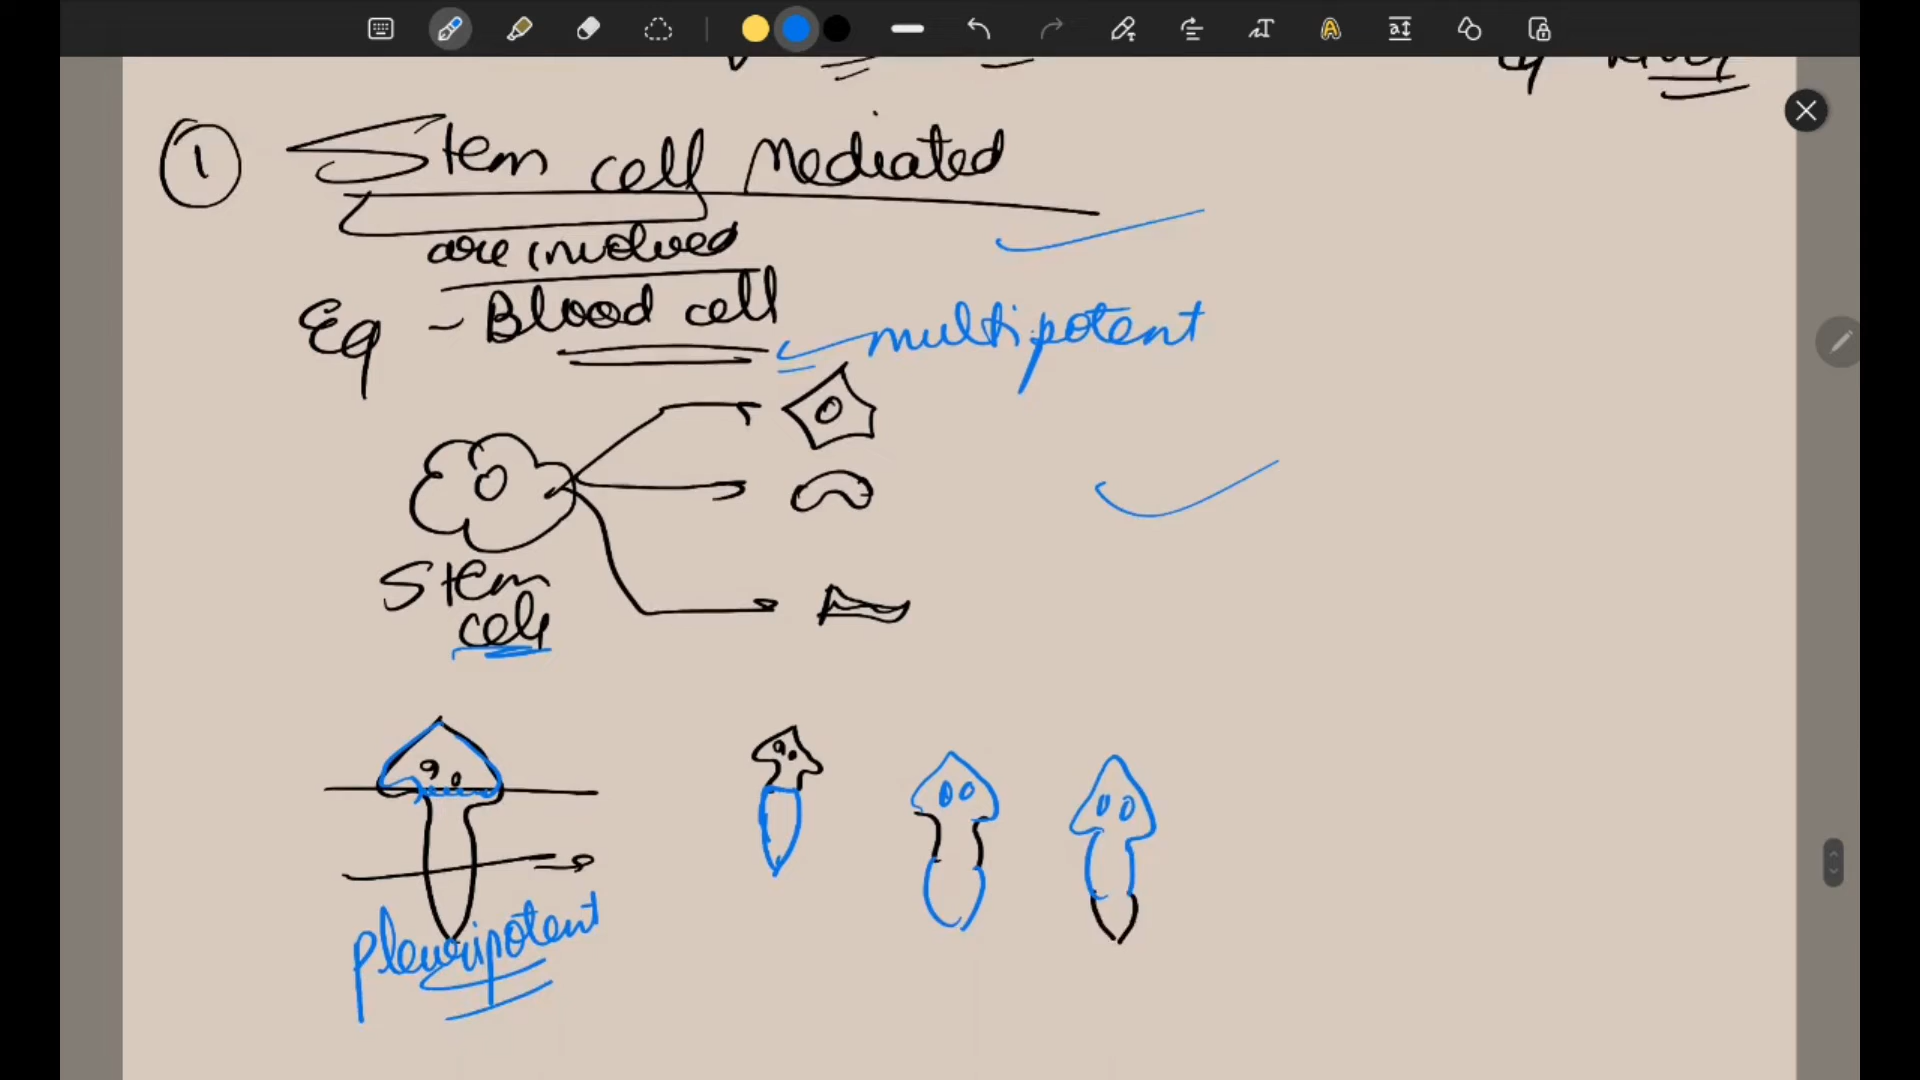 1 Stem cell Mediated
are involved
Eg - Blood cell
multipotent
Stem
cell
pleuripotent